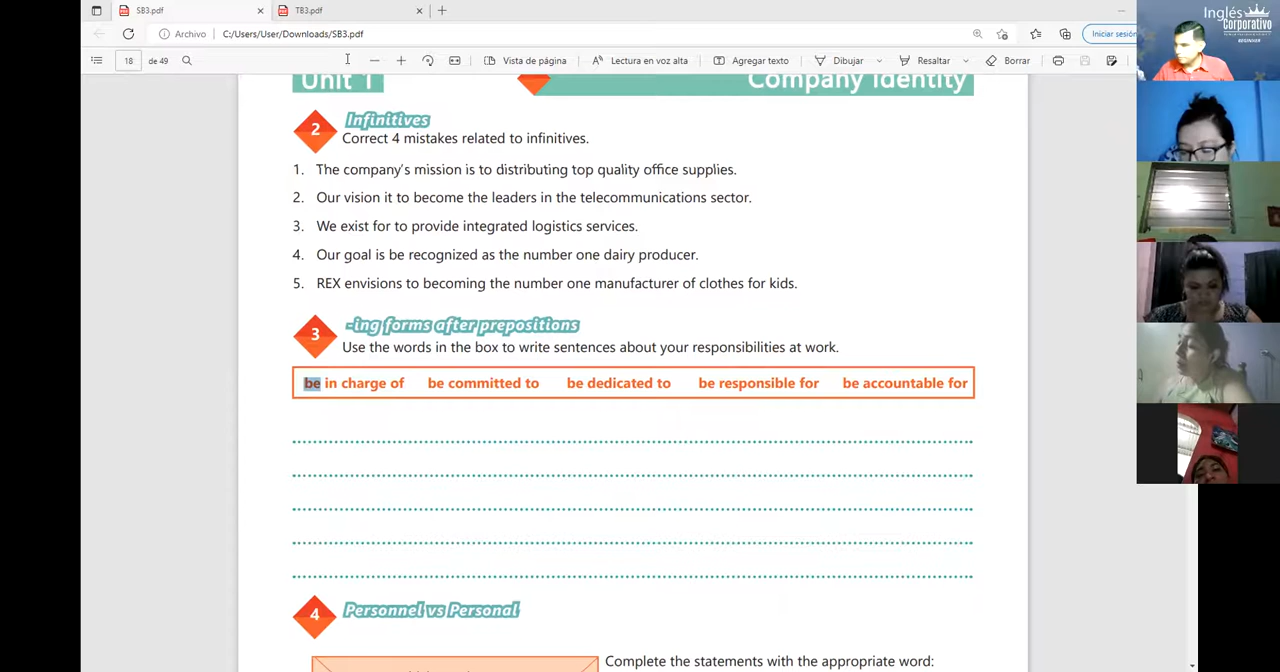 SB3.pdf
TB3.pdf
Archivo
C:/Users/User/Downloads/SB3.pdf
Iniciar sesión
18 de 49
Vista de página
Lectura en voz alta
Agregar texto
Dibujar
Resaltar
Borrar
Inglés
Corporativo
BEGINNER
Unit 1
Company Identity
2
Infinitives
Correct 4 mistakes related to infinitives.
1. The company's mission is to distributing top quality office supplies.
2. Our vision it to become the leaders in the telecommunications sector.
3. We exist for to provide integrated logistics services.
4. Our goal is be recognized as the number one dairy producer.
5. REX envisions to becoming the number one manufacturer of clothes for kids.
3
-ing forms after prepositions
Use the words in the box to write sentences about your responsibilities at work.
be in charge of be committed to be dedicated to be responsible for be accountable for
4
Personnel vs Personal
Complete the statements with the appropriate word: